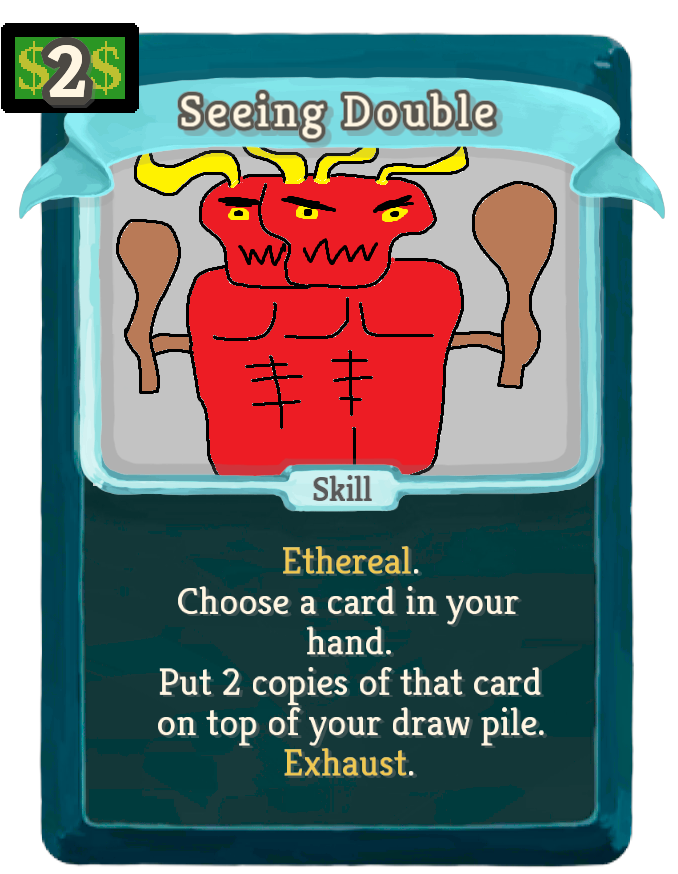 $2$
Seeing Double
Skill
Ethereal.
Choose a card in your
hand.
Put 2 copies of that card
on top of your draw pile.
Exhaust.